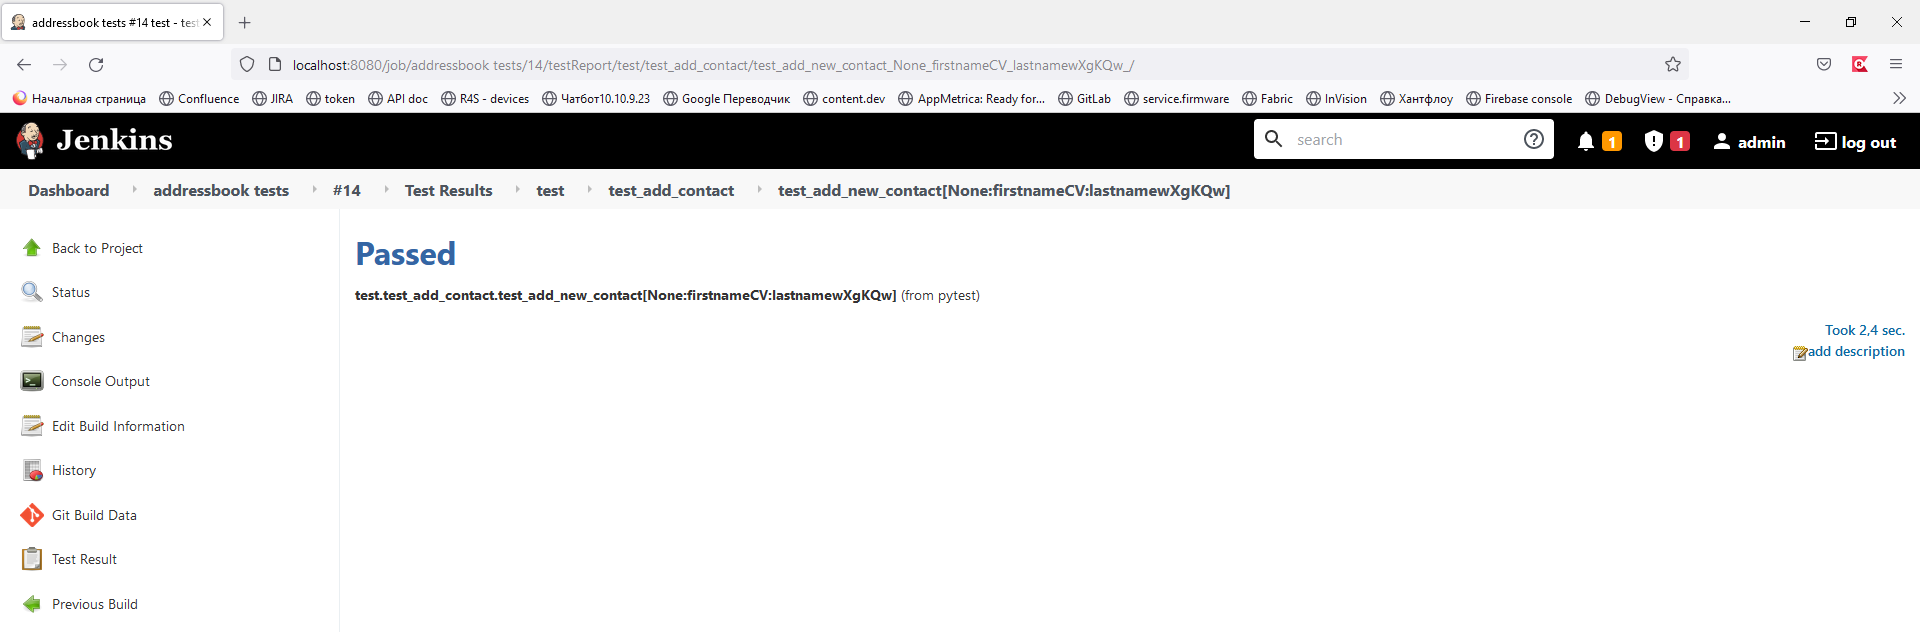 addressbook tests #14 test - tes
localhost:8080/job/addressbook tests/14/testReport/test/test_add_contact/test_add_new_contact_None_firstnameCV_lastnamewXgKQw_/
Начальная страница Confluence JIRA token API doc R4S - devices Чатбот10.10.9.23 Google Переводчик content.dev AppMetrica: Ready for... GitLab service.firmware Fabric InVision Хантфлоу Firebase console DebugView - Справка...
Jenkins search 1 1 admin log out
Dashboard addressbook tests #14 Test Results test test_add_contact test_add_new_contact[None:firstnameCV:lastnamewXgKQw]
Back to Project
Status
Changes
Console Output
Edit Build Information
History
Git Build Data
Test Result
Previous Build
Passed
test.test_add_contact.test_add_new_contact[None:firstnameCV:lastnamewXgKQw] (from pytest)
Took 2,4 sec.
add description